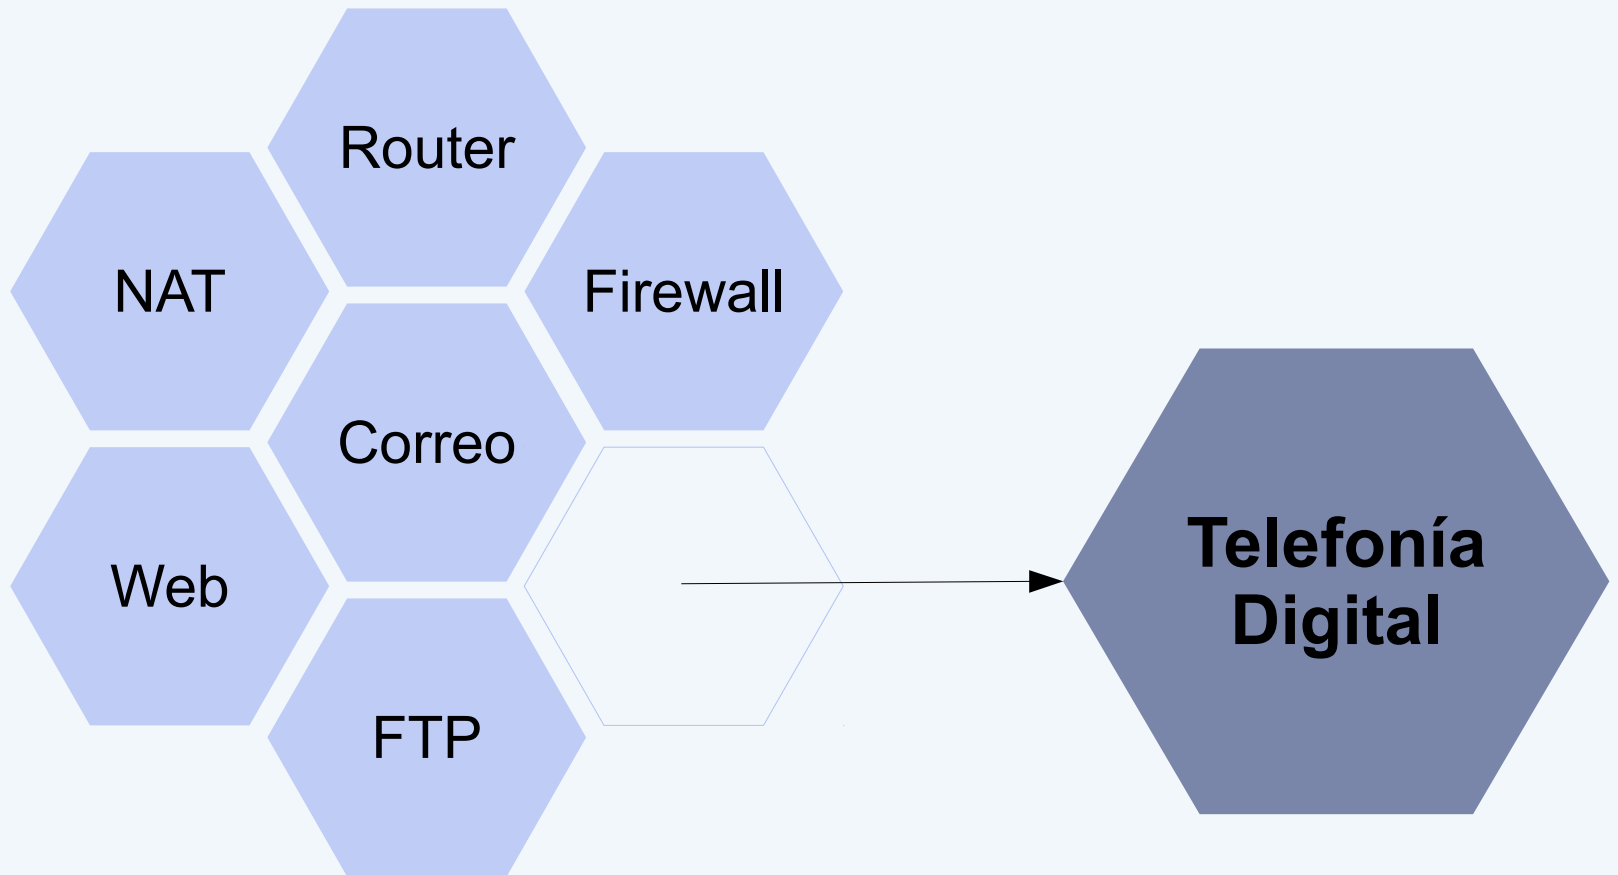 Router
NAT
Firewall
Correo
Web
FTP
Telefonía
Digital